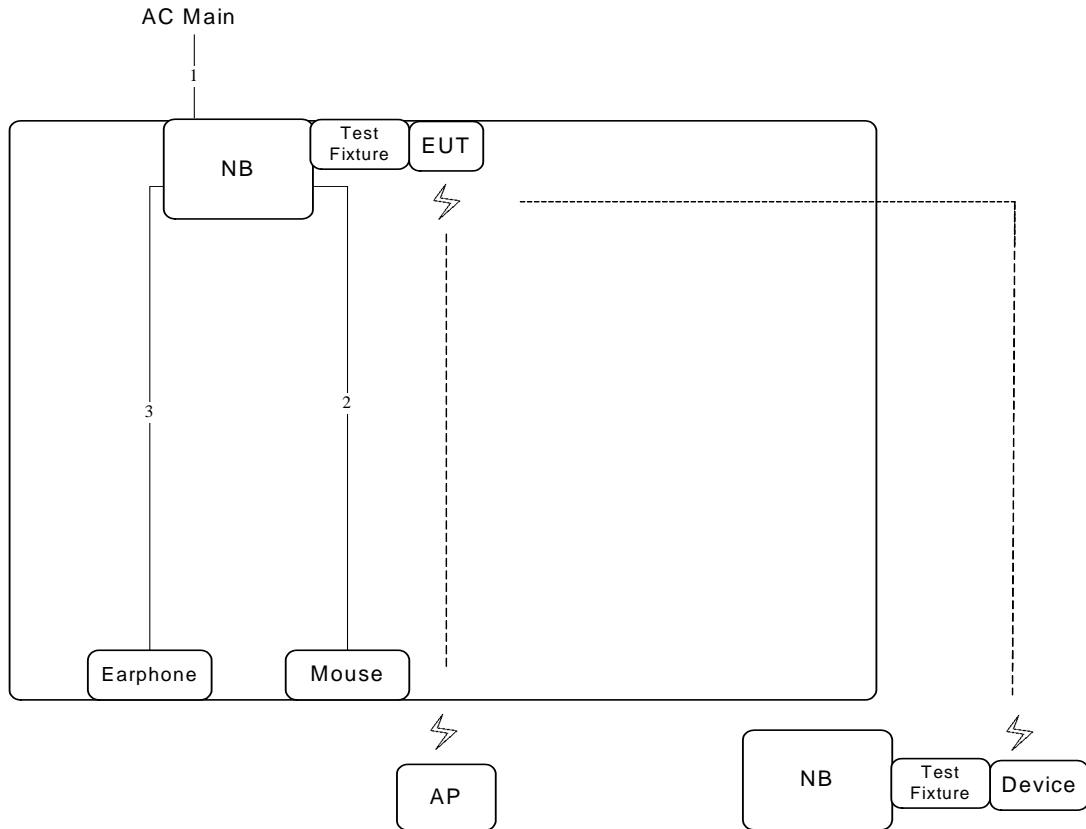 AC Main
1
Test
Fixture
EUT
NB
3
2
Earphone
Mouse
AP
NB
Test
Fixture
Device